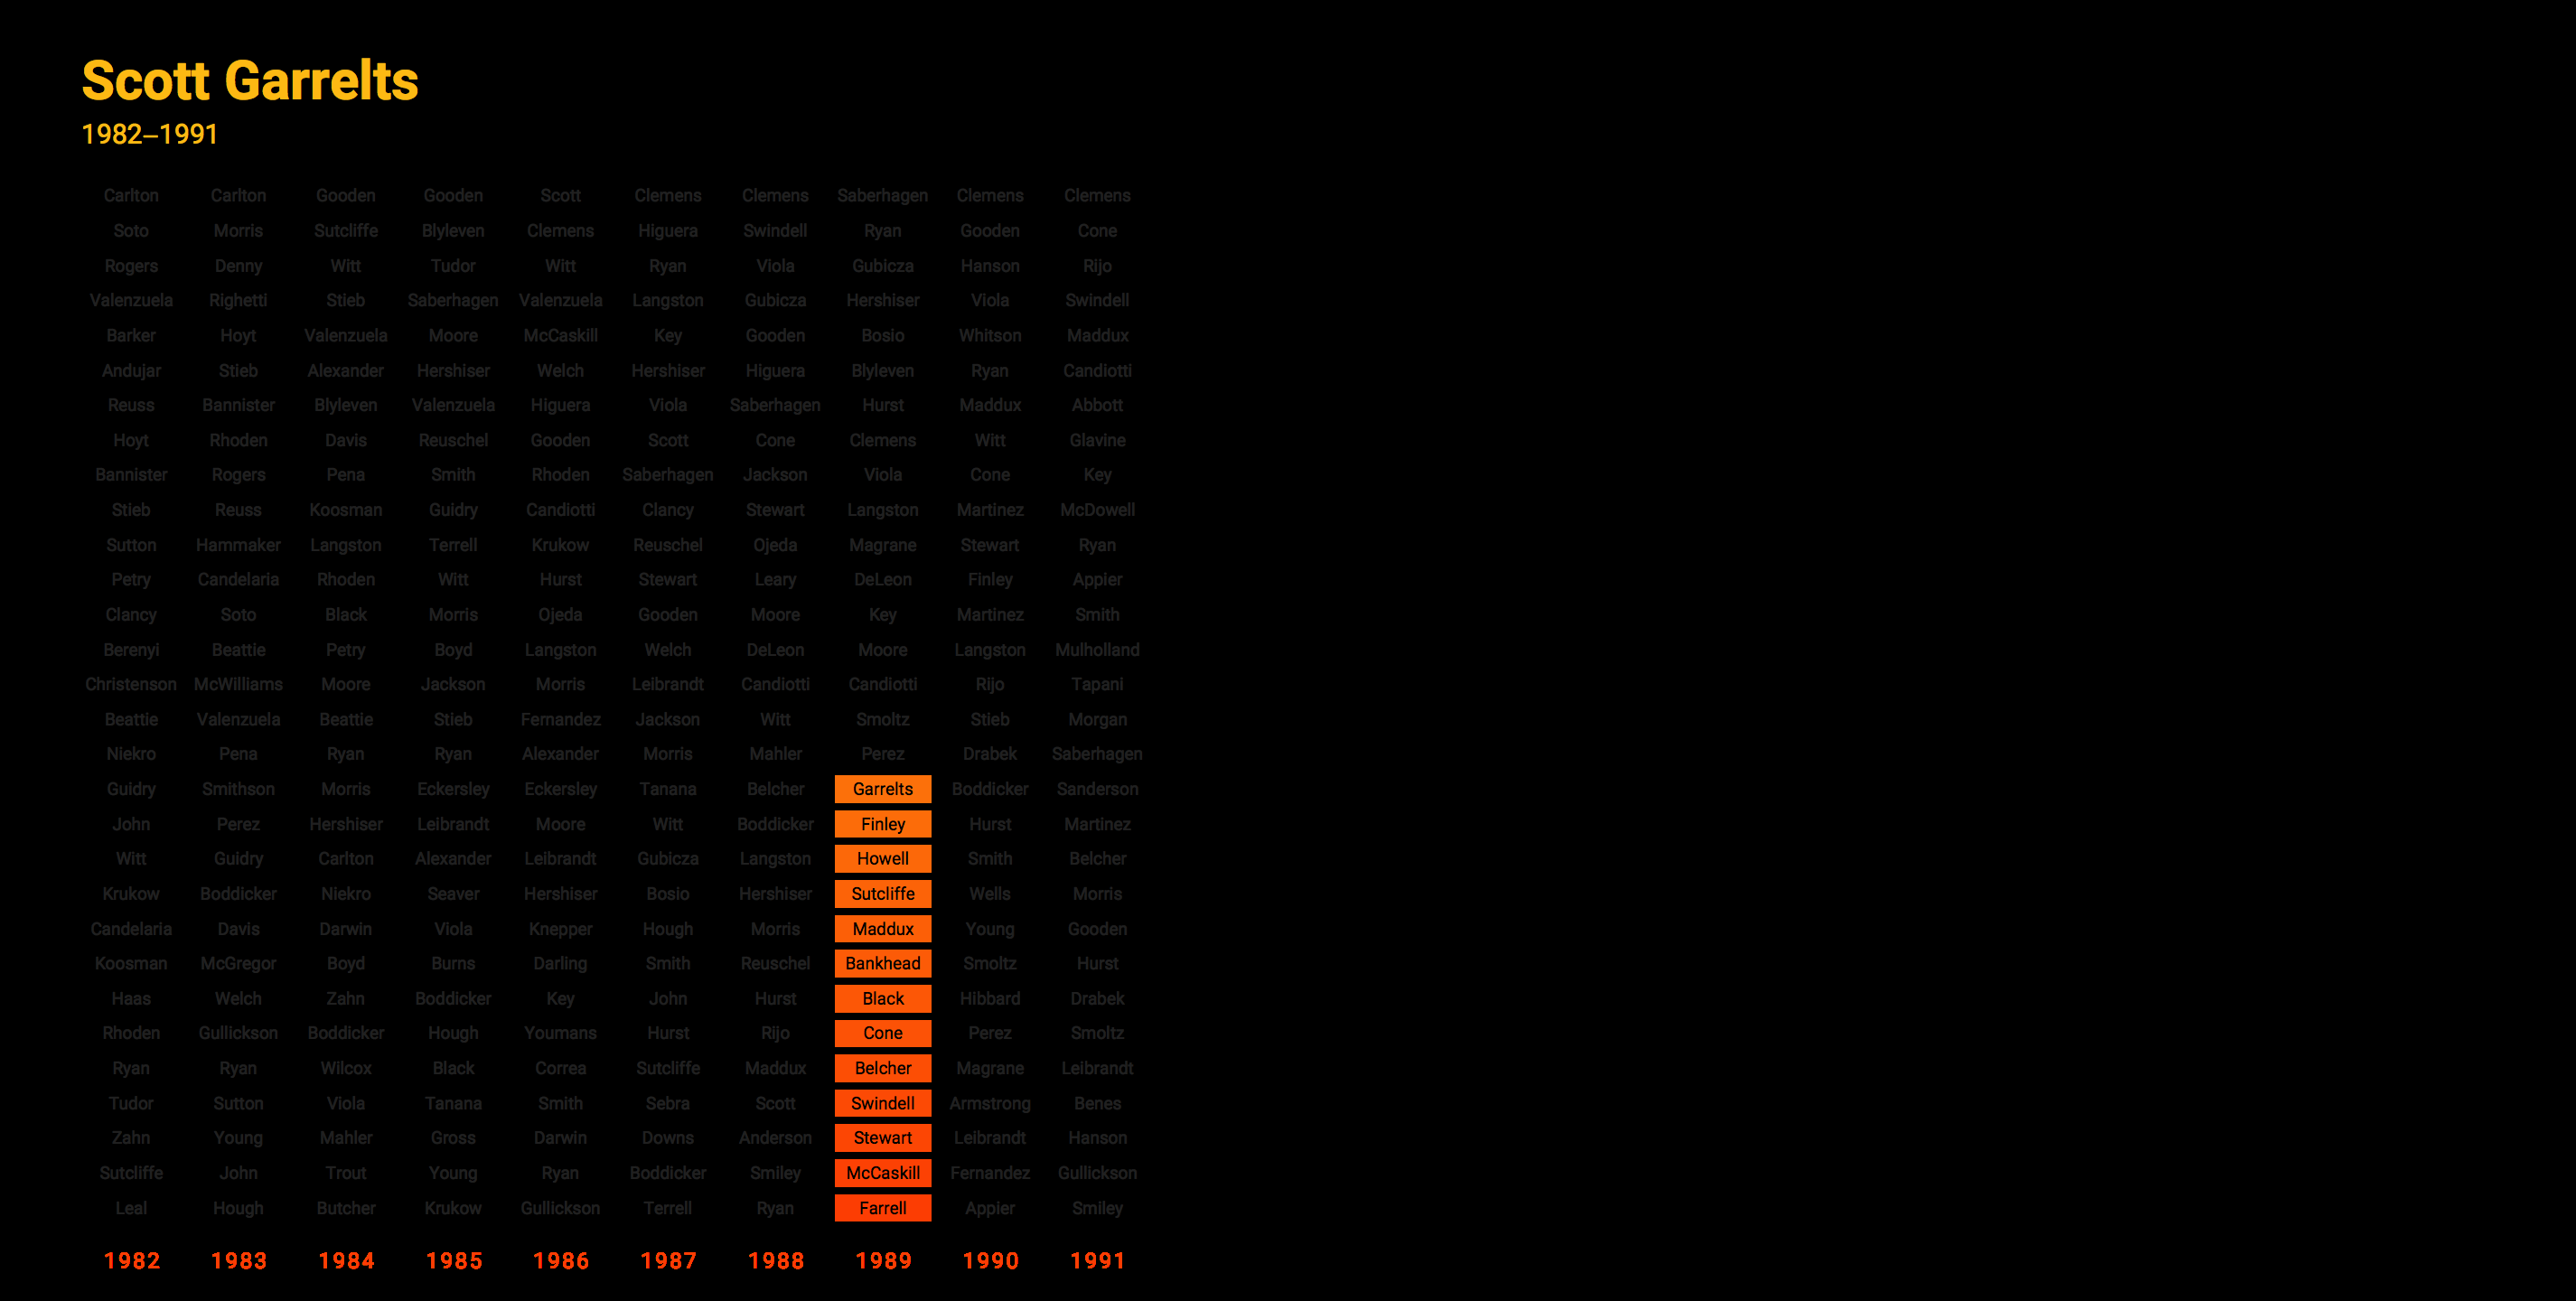 Scott Garrelts
1982–1991
Carlton Carlton Gooden Gooden Scott Clemens Clemens Saberhagen Clemens Clemens
Soto Morris Sutcliffe Blyleven Clemens Higuera Swindell Ryan Gooden Cone
Rogers Denny Witt Tudor Witt Ryan Viola Gubicza Hanson Rijo
Valenzuela Righetti Stieb Saberhagen Valenzuela Langston Gubicza Hershiser Viola Swindell
Barker Hoyt Valenzuela Moore McCaskill Key Gooden Bosio Whitson Maddux
Andujar Stieb Alexander Hershiser Welch Hershiser Higuera Blyleven Ryan Candiotti
Reuss Bannister Blyleven Valenzuela Higuera Viola Saberhagen Hurst Maddux Abbott
Hoyt Rhoden Davis Reuschel Gooden Scott Cone Clemens Witt Glavine
Bannister Rogers Pena Smith Rhoden Saberhagen Jackson Viola Cone Key
Stieb Reuss Koosman Guidry Candiotti Clancy Stewart Langston Martinez McDowell
Sutton Hammaker Langston Terrell Krukow Reuschel Ojeda Magrane Stewart Ryan
Petry Candelaria Rhoden Witt Hurst Stewart Leary DeLeon Finley Appier
Clancy Soto Black Morris Ojeda Gooden Moore Key Martinez Smith
Berenyi Beattie Petry Boyd Langston Welch DeLeon Moore Langston Mulholland
Christenson McWilliams Moore Jackson Morris Leibrandt Candiotti Candiotti Rijo Tapani
Beattie Valenzuela Beattie Stieb Fernandez Jackson Witt Smoltz Stieb Morgan
Niekro Pena Ryan Ryan Alexander Morris Mahler Perez Drabek Saberhagen
Guidry Smithson Morris Eckersley Eckersley Tanana Belcher Garrelts Boddicker Sanderson
John Perez Hershiser Leibrandt Moore Witt Boddicker Finley Hurst Martinez
Witt Guidry Carlton Alexander Leibrandt Gubicza Langston Howell Smith Belcher
Krukow Boddicker Niekro Seaver Hershiser Bosio Hershiser Sutcliffe Wells Morris
Candelaria Davis Darwin Viola Knepper Hough Morris Maddux Young Gooden
Koosman McGregor Boyd Burns Darling Smith Reuschel Bankhead Smoltz Hurst
Haas Welch Zahn Boddicker Key John Hurst Black Hibbard Drabek
Rhoden Gullickson Boddicker Hough Youmans Hurst Rijo Cone Perez Smoltz
Ryan Ryan Wilcox Black Correa Sutcliffe Maddux Belcher Magrane Leibrandt
Tudor Sutton Viola Tanana Smith Sebra Scott Swindell Armstrong Benes
Zahn Young Mahler Gross Darwin Downs Anderson Stewart Leibrandt Hanson
Sutcliffe John Trout Young Ryan Boddicker Smiley McCaskill Fernandez Gullickson
Leal Hough Butcher Krukow Gullickson Terrell Ryan Farrell Appier Smiley
1982 1983 1984 1985 1986 1987 1988 1989 1990 1991